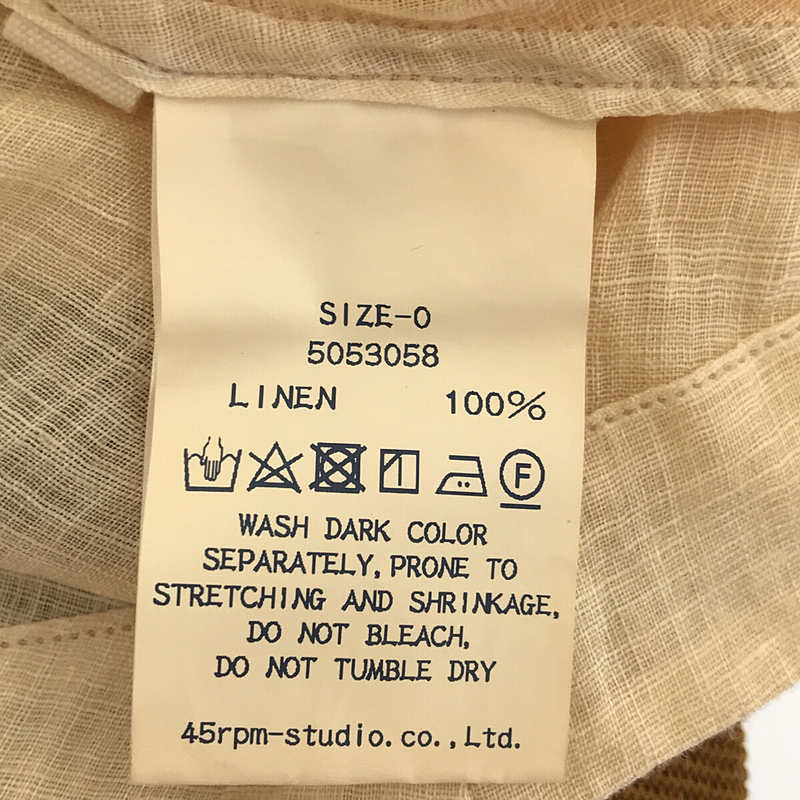 SIZE-0
5053058
LINEN 100%
F
WASH DARK COLOR
SEPARATELY, PRONE TO
STRETCHING AND SHRINKAGE,
DO NOT BLEACH,
DO NOT TUMBLE DRY
45rpm-studio.co.,Ltd.